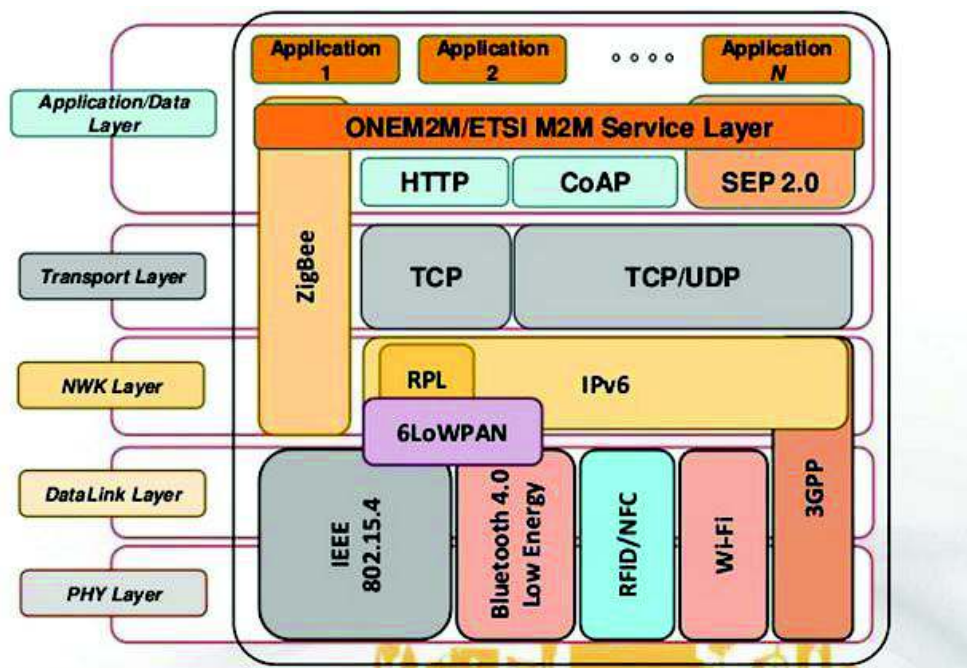 Application
1
Application
2
Application
N
Application/Data
Layer
ONEM2M/ETSI M2M Service Layer
HTTP
CoAP
SEP 2.0
ZigBee
Transport Layer
TCP
TCP/UDP
NWK Layer
RPL
IPv6
6LoWPAN
DataLink Layer
IEEE
802.15.4
Bluetooth 4.0
Low Energy
RFID/NFC
Wi-Fi
3GPP
PHY Layer